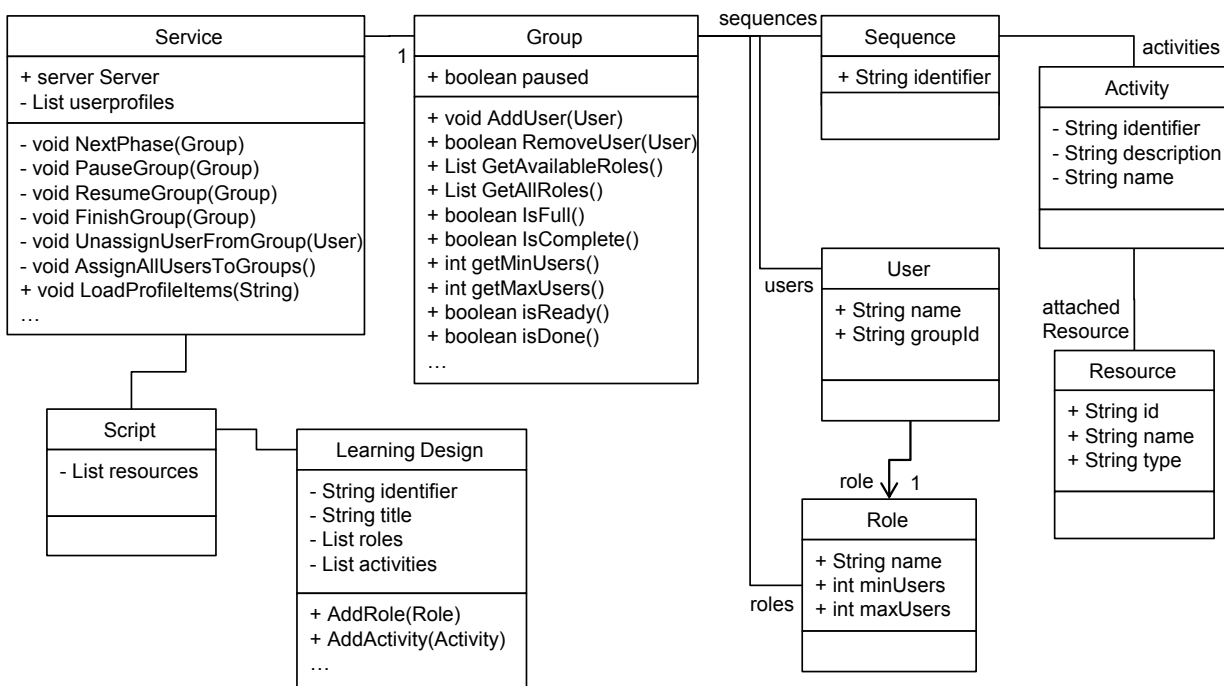 Service
+ server Server
- List userprofiles
- void NextPhase(Group)
- void PauseGroup(Group)
- void ResumeGroup(Group)
- void FinishGroup(Group)
- void UnassignUserFromGroup(User)
- void AssignAllUsersToGroups()
+ void LoadProfileItems(String)
…
1
Group
+ boolean paused
+ void AddUser(User)
+ boolean RemoveUser(User)
+ List GetAvailableRoles()
+ List GetAllRoles()
+ boolean IsFull()
+ boolean IsComplete()
+ int getMinUsers()
+ int getMaxUsers()
+ boolean isReady()
+ boolean isDone()
…
sequences
Sequence
+ String identifier
activities
Activity
- String identifier
- String description
- String name
users
User
+ String name
+ String groupId
attached
Resource
Resource
+ String id
+ String name
+ String type
Script
- List resources
Learning Design
- String identifier
- String title
- List roles
- List activities
+ AddRole(Role)
+ AddActivity(Activity)
…
role
1
roles
Role
+ String name
+ int minUsers
+ int maxUsers